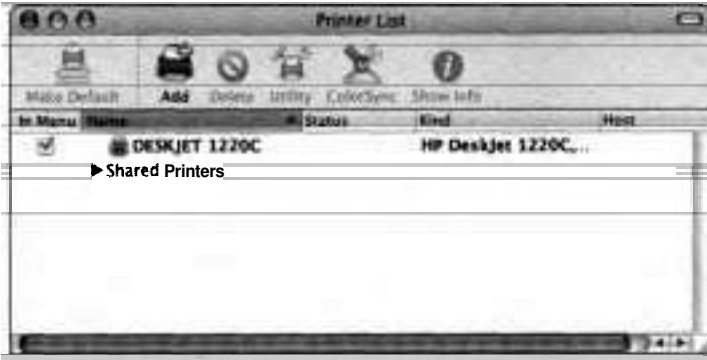 Printer List
Make Default Add Delete Utility ColorSync Show Info
In Menu Name Status Kind Host
DESKJET 1220C HP DeskJet 1220C,...
Shared Printers